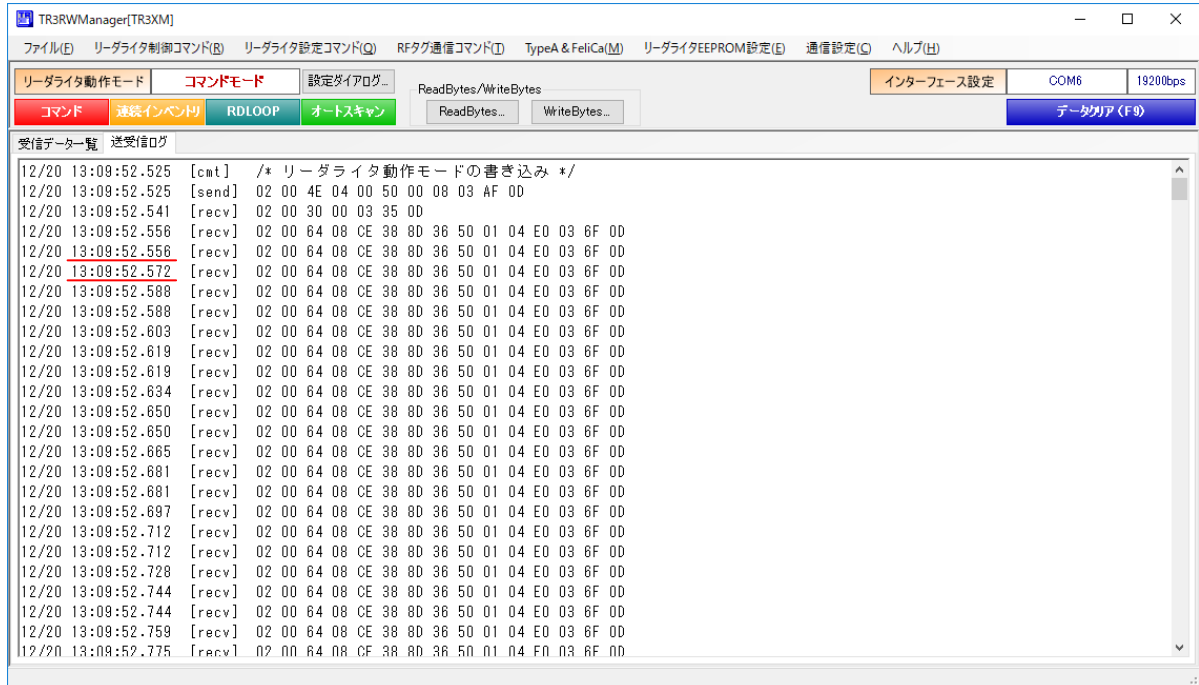 TR3RWManager[TR3XM]
ファイル(F) リーダライタ制御コマンド(R) リーダライタ設定コマンド(Q) RFタグ通信コマンド(T) TypeA & FeliCa(M) リーダライタEEPROM設定(E) 通信設定(C) ヘルプ(H)
リーダライタ動作モード コマンドモード 設定ダイアログ... ReadBytes/WriteBytes インターフェース設定 COM6 19200bps
コマンド 連続インベントリ RDLOOP オートスキャン ReadBytes... WriteBytes... データクリア(F9)
受信データ一覧 送受信ログ
12/20 13:09:52.525 [cmt] /* リーダライタ動作モードの書き込み */
12/20 13:09:52.525 [send] 02 00 4E 04 00 50 00 08 03 AF 0D
12/20 13:09:52.541 [recv] 02 00 30 00 03 35 0D
12/20 13:09:52.556 [recv] 02 00 64 08 CE 38 8D 36 50 01 04 E0 03 6F 0D
12/20 13:09:52.556 [recv] 02 00 64 08 CE 38 8D 36 50 01 04 E0 03 6F 0D
12/20 13:09:52.572 [recv] 02 00 64 08 CE 38 8D 36 50 01 04 E0 03 6F 0D
12/20 13:09:52.588 [recv] 02 00 64 08 CE 38 8D 36 50 01 04 E0 03 6F 0D
12/20 13:09:52.588 [recv] 02 00 64 08 CE 38 8D 36 50 01 04 E0 03 6F 0D
12/20 13:09:52.603 [recv] 02 00 64 08 CE 38 8D 36 50 01 04 E0 03 6F 0D
12/20 13:09:52.619 [recv] 02 00 64 08 CE 38 8D 36 50 01 04 E0 03 6F 0D
12/20 13:09:52.619 [recv] 02 00 64 08 CE 38 8D 36 50 01 04 E0 03 6F 0D
12/20 13:09:52.634 [recv] 02 00 64 08 CE 38 8D 36 50 01 04 E0 03 6F 0D
12/20 13:09:52.650 [recv] 02 00 64 08 CE 38 8D 36 50 01 04 E0 03 6F 0D
12/20 13:09:52.650 [recv] 02 00 64 08 CE 38 8D 36 50 01 04 E0 03 6F 0D
12/20 13:09:52.665 [recv] 02 00 64 08 CE 38 8D 36 50 01 04 E0 03 6F 0D
12/20 13:09:52.681 [recv] 02 00 64 08 CE 38 8D 36 50 01 04 E0 03 6F 0D
12/20 13:09:52.681 [recv] 02 00 64 08 CE 38 8D 36 50 01 04 E0 03 6F 0D
12/20 13:09:52.697 [recv] 02 00 64 08 CE 38 8D 36 50 01 04 E0 03 6F 0D
12/20 13:09:52.712 [recv] 02 00 64 08 CE 38 8D 36 50 01 04 E0 03 6F 0D
12/20 13:09:52.712 [recv] 02 00 64 08 CE 38 8D 36 50 01 04 E0 03 6F 0D
12/20 13:09:52.728 [recv] 02 00 64 08 CE 38 8D 36 50 01 04 E0 03 6F 0D
12/20 13:09:52.744 [recv] 02 00 64 08 CE 38 8D 36 50 01 04 E0 03 6F 0D
12/20 13:09:52.744 [recv] 02 00 64 08 CE 38 8D 36 50 01 04 E0 03 6F 0D
12/20 13:09:52.759 [recv] 02 00 64 08 CE 38 8D 36 50 01 04 E0 03 6F 0D
12/20 13:09:52.775 [recv] 02 00 64 08 CE 38 8D 36 50 01 04 E0 03 6F 0D